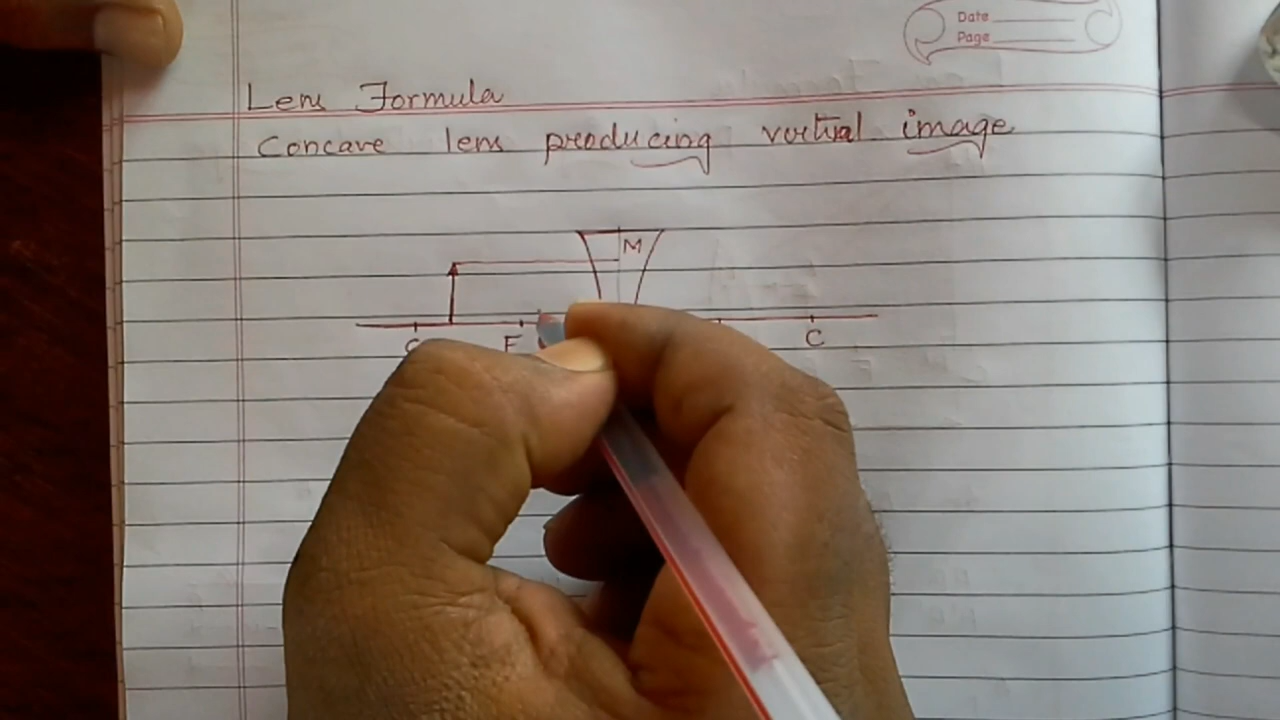 Date
Page
Lens Formula
Concave lens producing virtual image
M
F
C